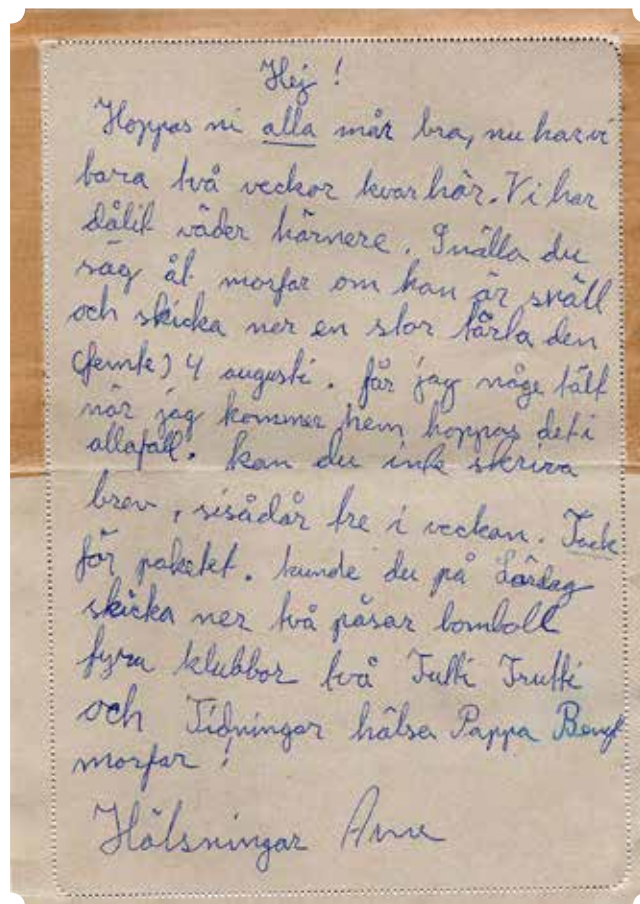 Hej!
Hoppas ni alla mår bra, nu har vi
bara två veckor kvar här. Vi har
dålit väder härnere. Snälla du
säg åt morfar om han är snäll
och skicka ner en stor tårta den
(femte) 4 augusti. får jag någe tält
när jag kommer hem, hoppas det i
allafall. kan du inte skriva
brev, sisådär tre i veckan. Tack
för paketet. kunde du på Lördag
skicka ner två påsar bomboll
fyra klubbor två Tutti Frutti
och Tidningar hälsa Pappa Bengt
morfar!
Hälsningar Arne